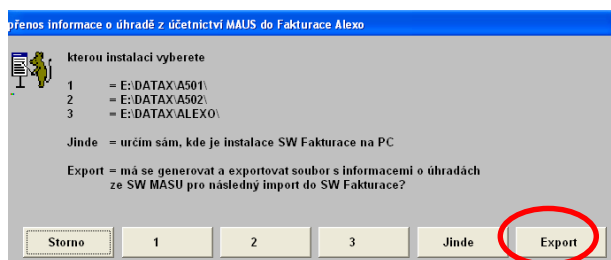 přenos informace o úhradě z účetnictví MAUS do Fakturace Alexo
kterou instalaci vyberete
1 = E:\DATAX\A501\
2 = E:\DATAX\A502\
3 = E:\DATAX\ALEXO\
Jinde = určím sám, kde je instalace SW Fakturace na PC
Export = má se generovat a exportovat soubor s informacemi o úhradách
ze SW MASU pro následný import do SW Fakturace?
Storno 1 2 3 Jinde Export